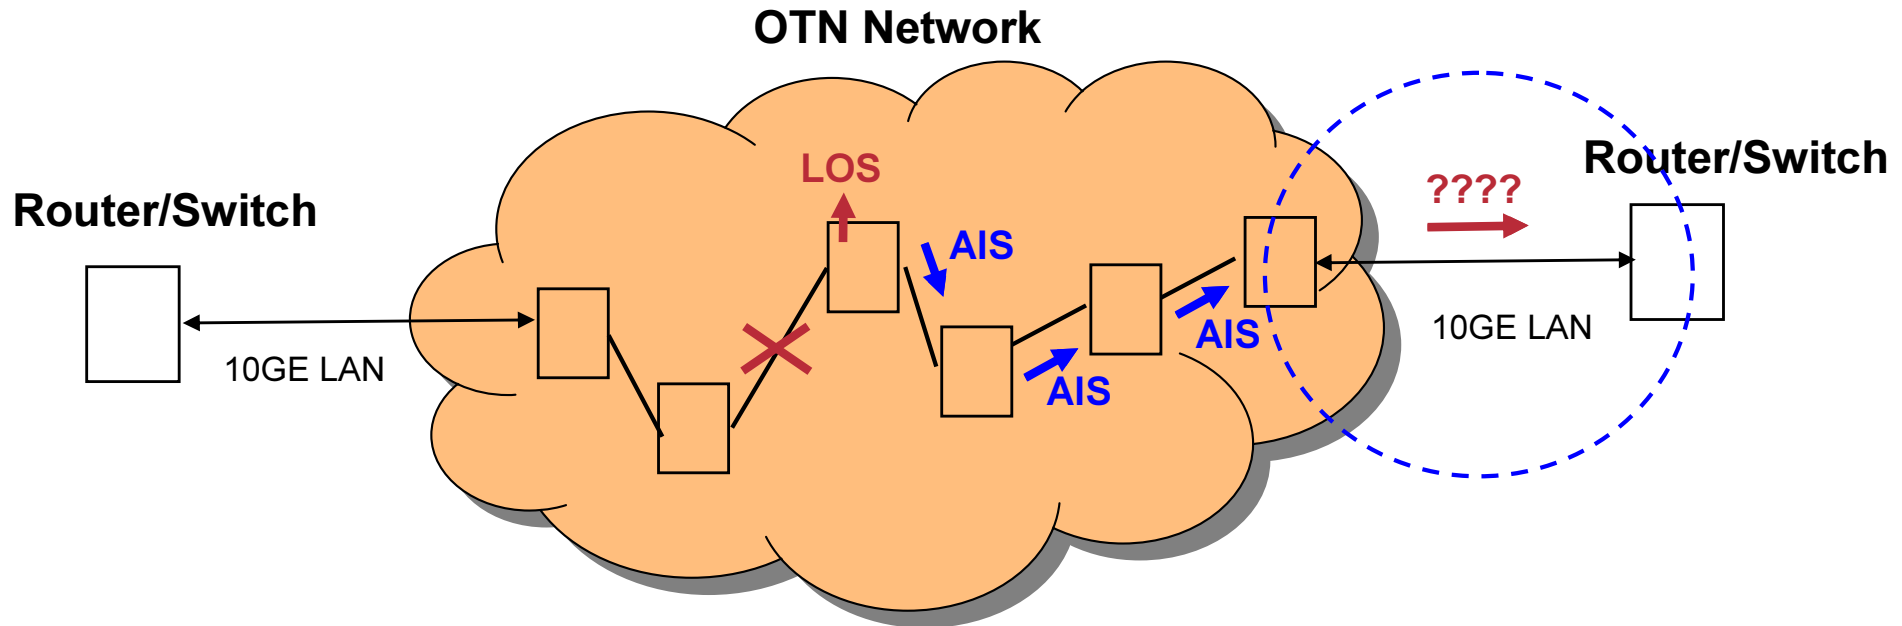 OTN Network
Router/Switch
LOS
????
Router/Switch
AIS
10GE LAN
AIS
10GE LAN
AIS